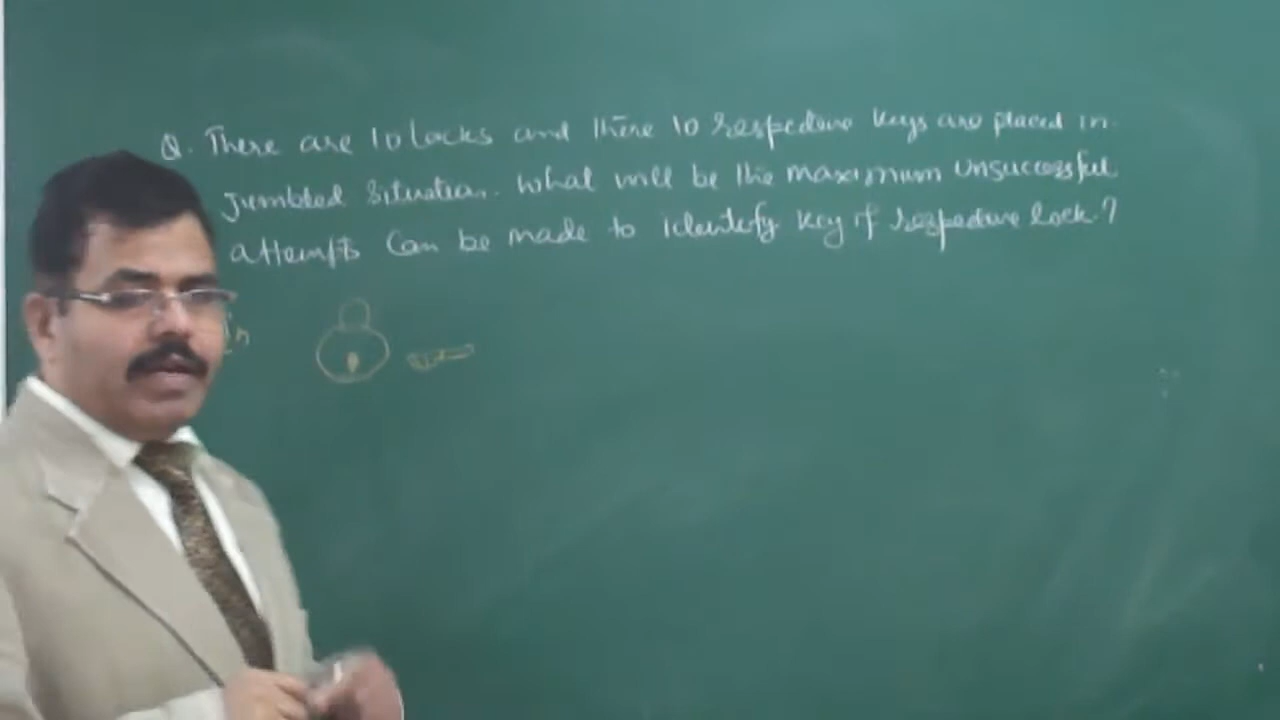 Q. There are 10 locks and there 10 respective keys are placed in
Jumbled Situation. What will be the maximum unsuccessful
attempts can be made to identify key of respective lock?